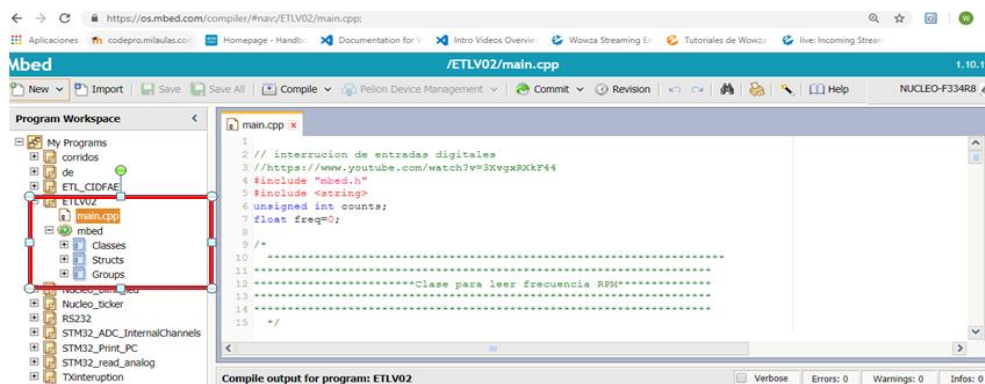 https://os.mbed.com/compiler/#nav:/ETLV02/main.cpp;
W
Aplicaciones codepro.milaulas.com Homepage - Handbo Documentation for V Intro Videos Overvie Wowza Streaming En Tutoriales de Wowza live: Incoming Strea
Mbed /ETLV02/main.cpp 1.10.1
New Import Save Save All Compile Pelion Device Management Commit Revision Help NUCLEO-F334R8
Program Workspace
My Programs
corridos
de
ETL_CIDFAE
ETLV02
main.cpp
mbed
Classes
Structs
Groups
Nucleo_blink_led
Nucleo_ticker
RS232
STM32_ADC_InternalChannels
STM32_Print_PC
STM32_read_analog
TXinteruption
main.cpp x
1
2 // interrucion de entradas digitales
3 //https://www.youtube.com/watch?v=3XvgxRXkF44
4 #include "mbed.h"
5 #include <string>
6 unsigned int counts;
7 float freq=0;
8
9 /*
10 ****************************************************************************
11 **************************************************************************
12 **************************Clase para leer frecuencia RPM***************
13 **************************************************************************
14 **************************************************************************
15 */
Compile output for program: ETLV02 Verbose Errors: 0 Warnings: 0 Infos: 0